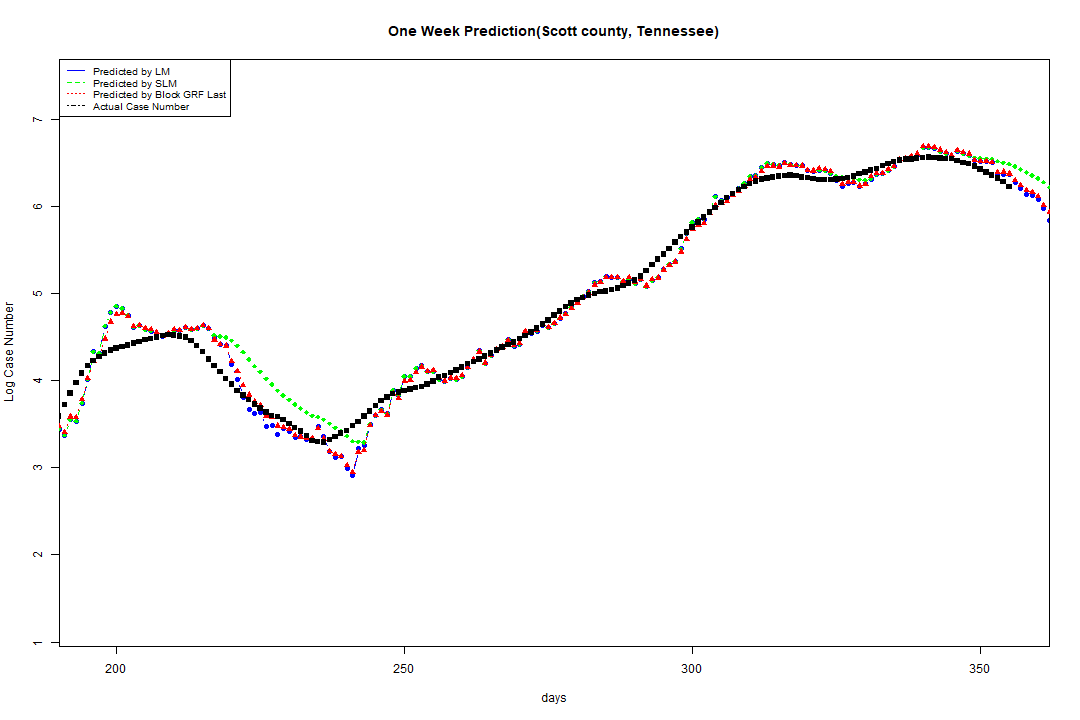 One Week Prediction(Scott county, Tennessee)
Predicted by LM
Predicted by SLM
Predicted by Block GRF Last
Actual Case Number
Log Case Number
7
6
5
4
3
2
1
200 250 300 350
days